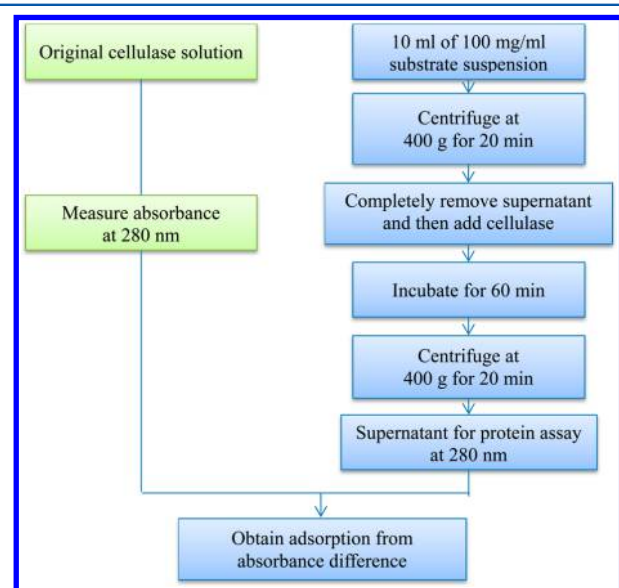 Original cellulase solution
Measure absorbance
at 280 nm
10 ml of 100 mg/ml
substrate suspension
Centrifuge at
400 g for 20 min
Completely remove supernatant
and then add cellulase
Incubate for 60 min
Centrifuge at
400 g for 20 min
Supernatant for protein assay
at 280 nm
Obtain adsorption from
absorbance difference